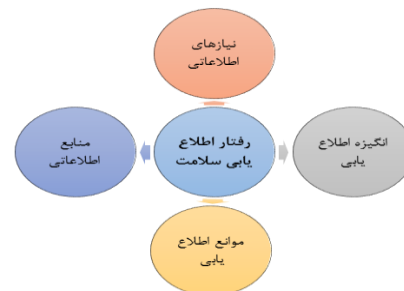 نیازهای
اطلاعاتی
انگیزه اطلاع
یابی
رفتار اطلاع
یابی سلامت
منابع
اطلاعاتی
موانع اطلاع
یابی